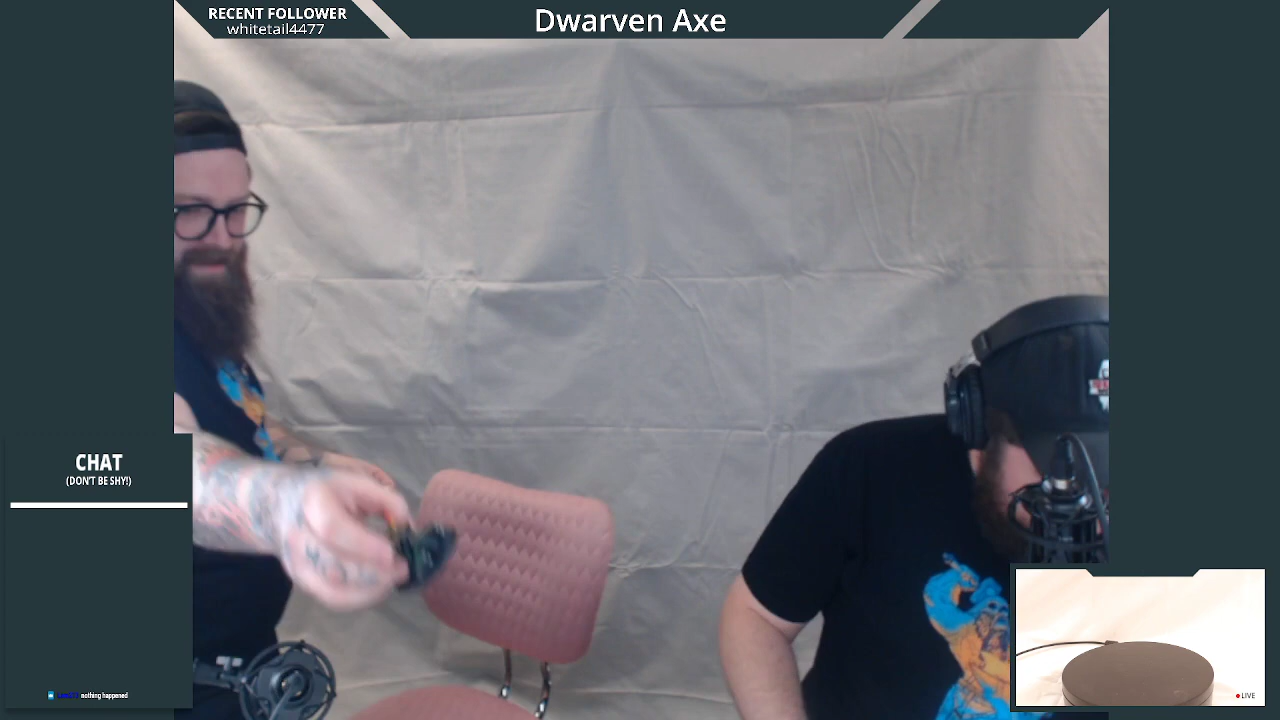 RECENT FOLLOWER
whitetail4477
Dwarven Axe
CHAT
(DON'T BE SHY!)
nothing happened
LIVE